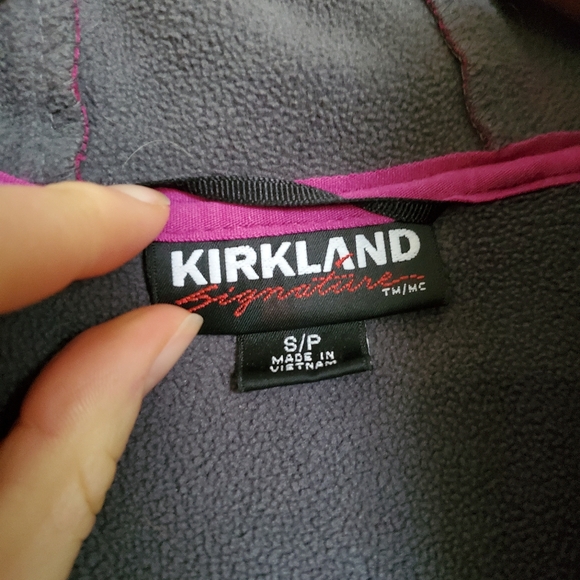 KIRKLAND
Signature
TM/MC
S/P
MADE IN
VIETNAM